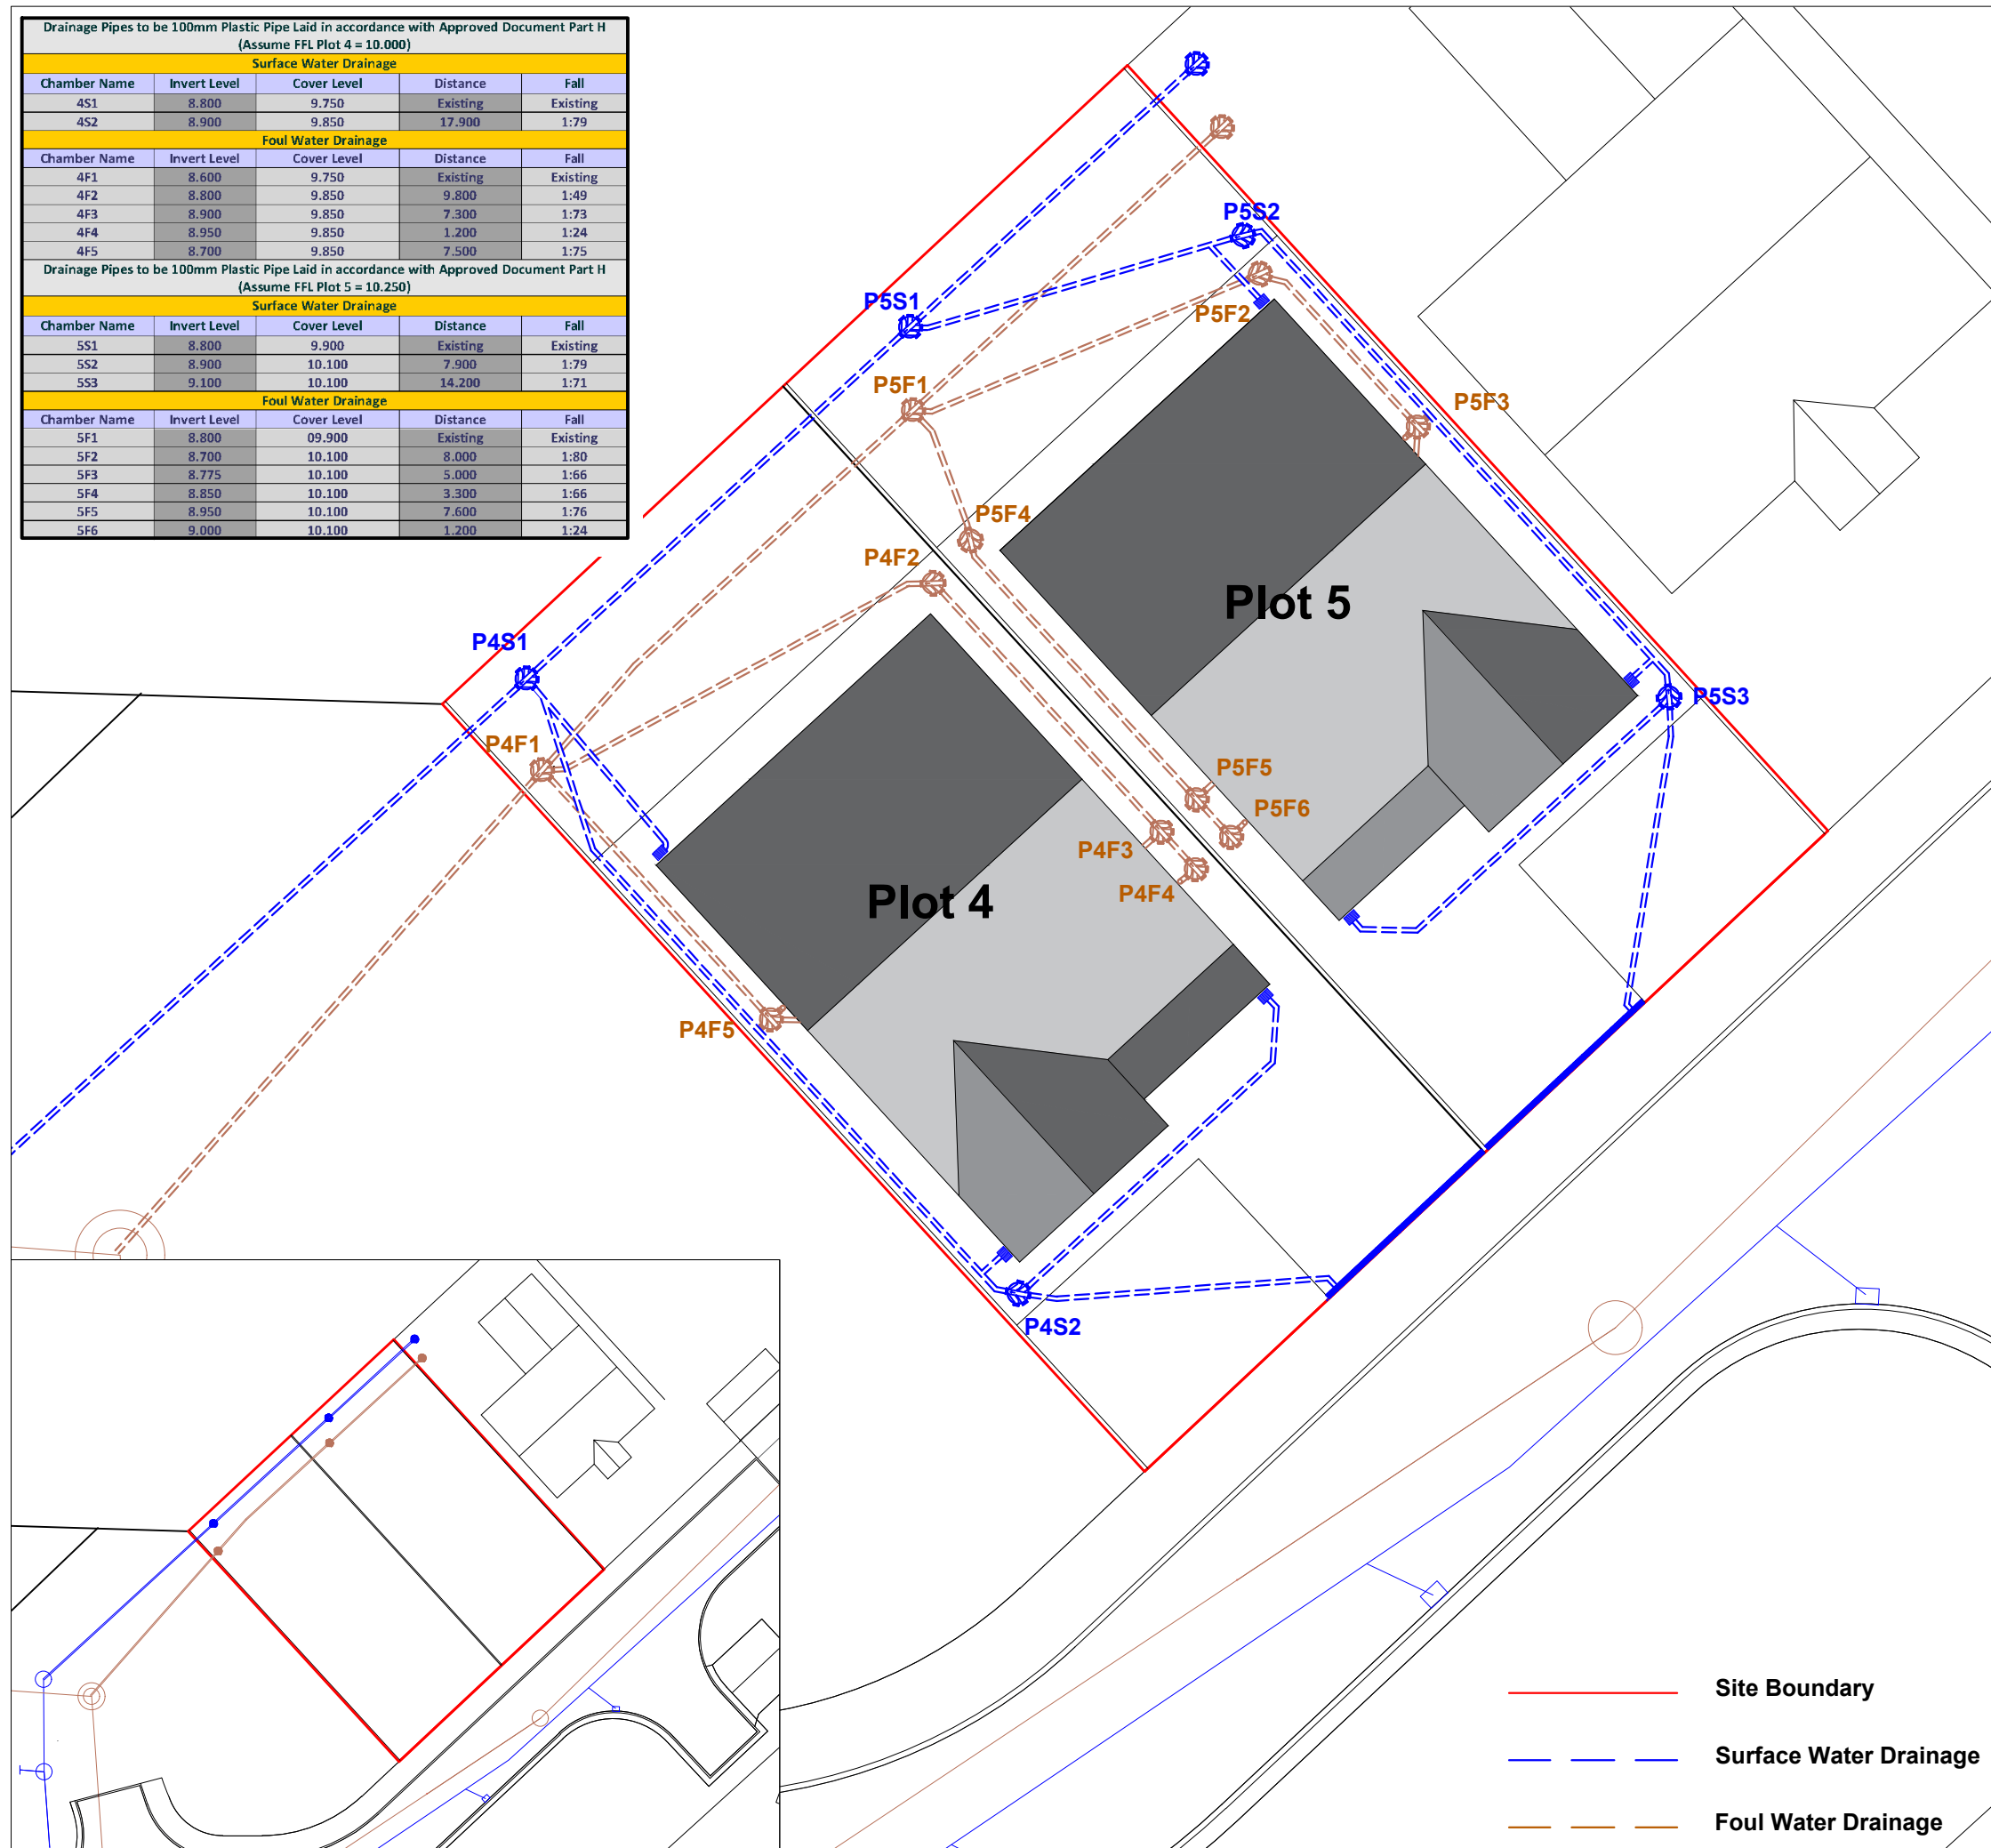 Drainage Pipes to be 100mm Plastic Pipe Laid in accordance with Approved Document Part H
(Assume FFL Plot 4 = 10.000)
Surface Water Drainage
Chamber Name Invert Level Cover Level Distance Fall
4S1 8.800 9.750 Existing Existing
4S2 8.900 9.850 17.900 1:79
Foul Water Drainage
Chamber Name Invert Level Cover Level Distance Fall
4F1 8.600 9.750 Existing Existing
4F2 8.800 9.850 9.800 1:49
4F3 8.900 9.850 7.300 1:73
4F4 8.950 9.850 1.200 1:24
4F5 8.700 9.850 7.500 1:75
Drainage Pipes to be 100mm Plastic Pipe Laid in accordance with Approved Document Part H
(Assume FFL Plot 5 = 10.250)
Surface Water Drainage
Chamber Name Invert Level Cover Level Distance Fall
5S1 8.800 9.900 Existing Existing
5S2 8.900 10.100 7.900 1:79
5S3 9.100 10.100 14.200 1:71
Foul Water Drainage
Chamber Name Invert Level Cover Level Distance Fall
5F1 8.800 09.900 Existing Existing
5F2 8.700 10.100 8.000 1:80
5F3 8.775 10.100 5.000 1:66
5F4 8.850 10.100 3.300 1:66
5F5 8.950 10.100 7.600 1:76
5F6 9.000 10.100 1.200 1:24
P5S2
P5S1
P5F2
P5F1
P5F3
P5F4
P4F2
Plot 5
P4S1
P5S3
P4F1
P5F5
P5F6
P4F3
P4F4
Plot 4
P4F5
P4S2
Site Boundary
Surface Water Drainage
Foul Water Drainage